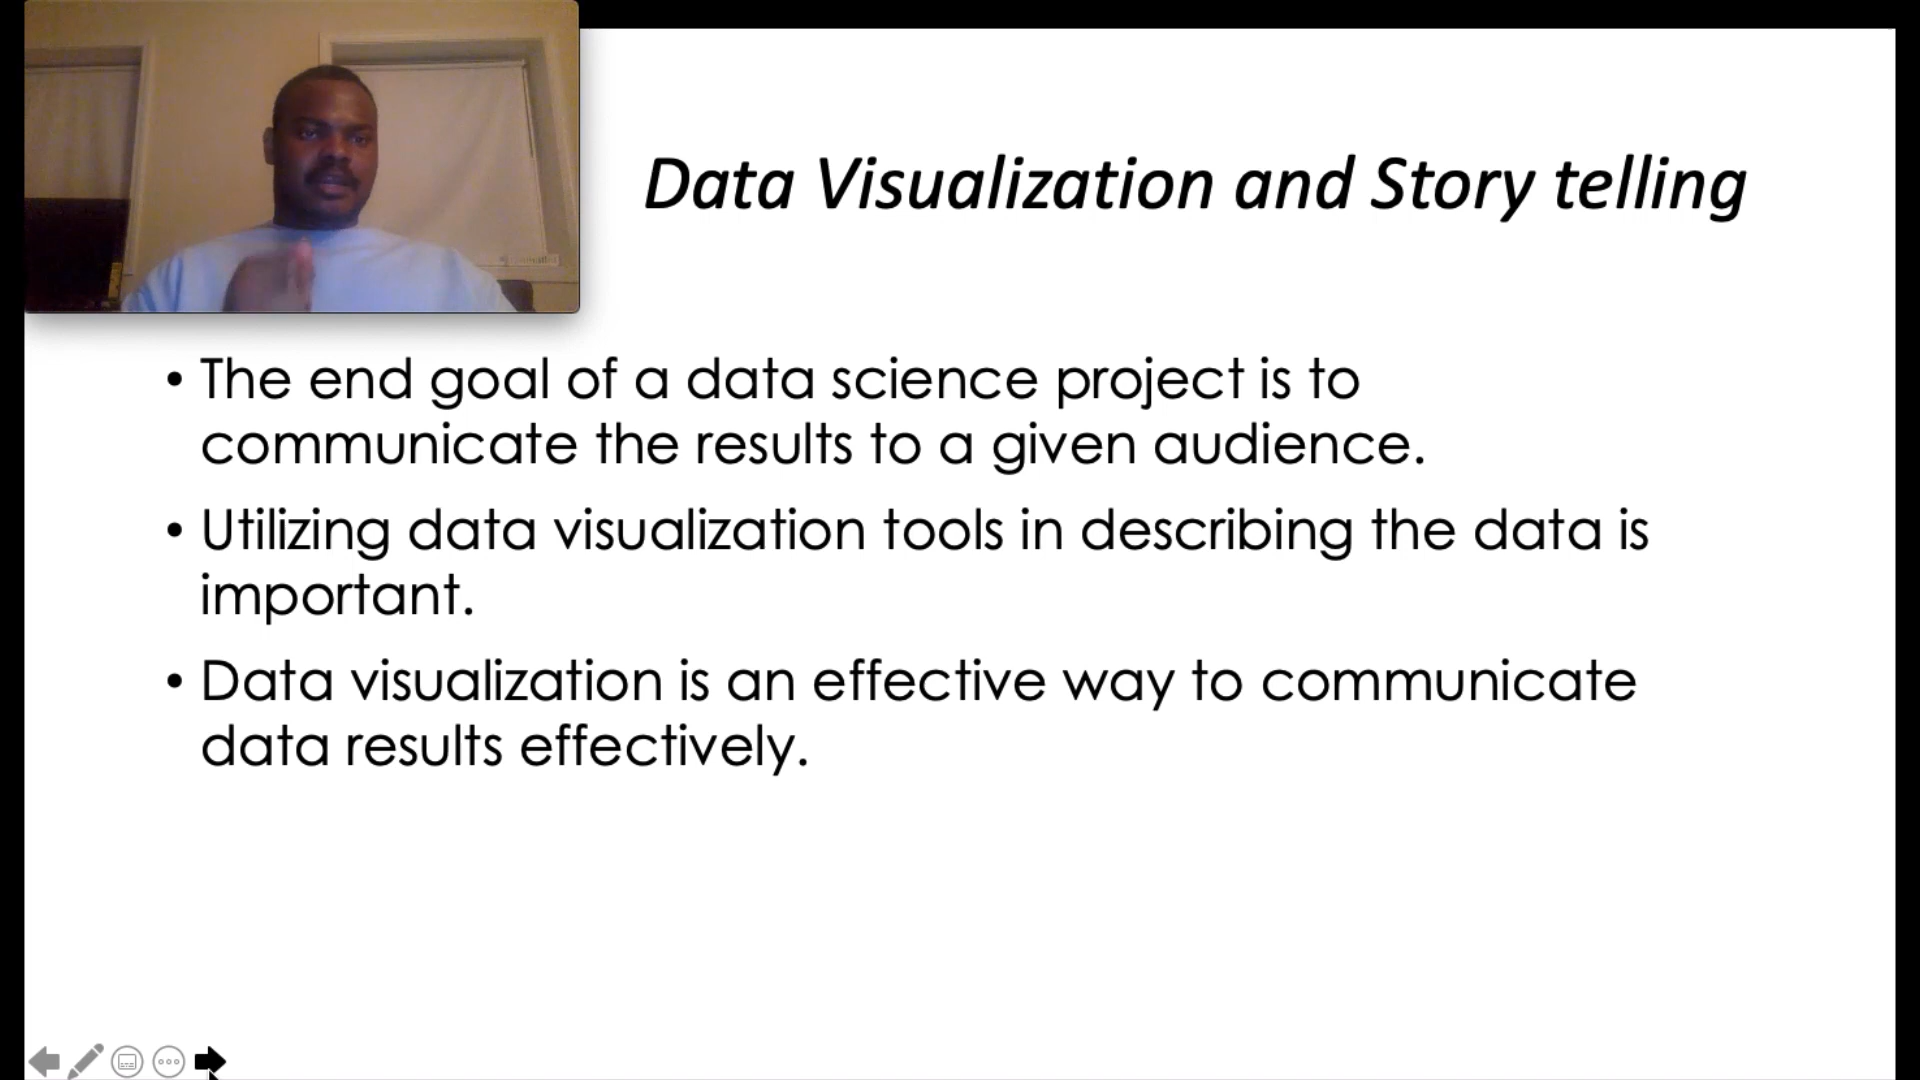 Data Visualization and Story telling
• The end goal of a data science project is to
communicate the results to a given audience.
• Utilizing data visualization tools in describing the data is
important.
• Data visualization is an effective way to communicate
data results effectively.